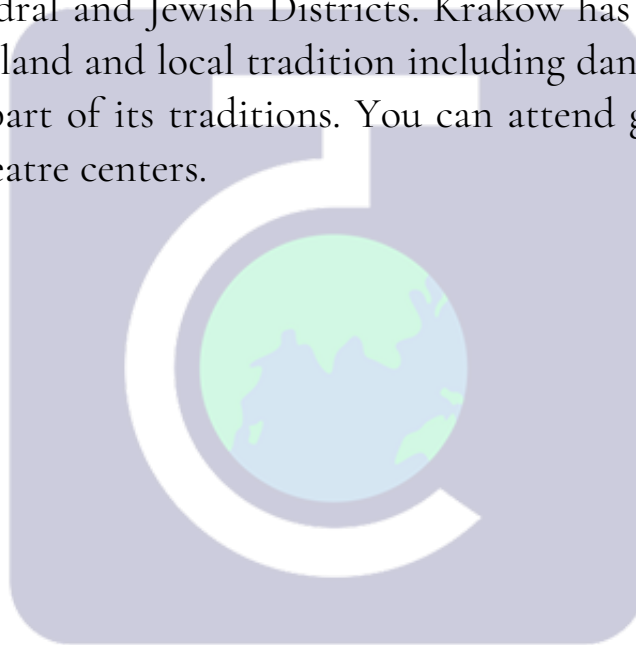 dral and Jewish Districts. Krakow has
land and local tradition including dan
part of its traditions. You can attend g
eatre centers.